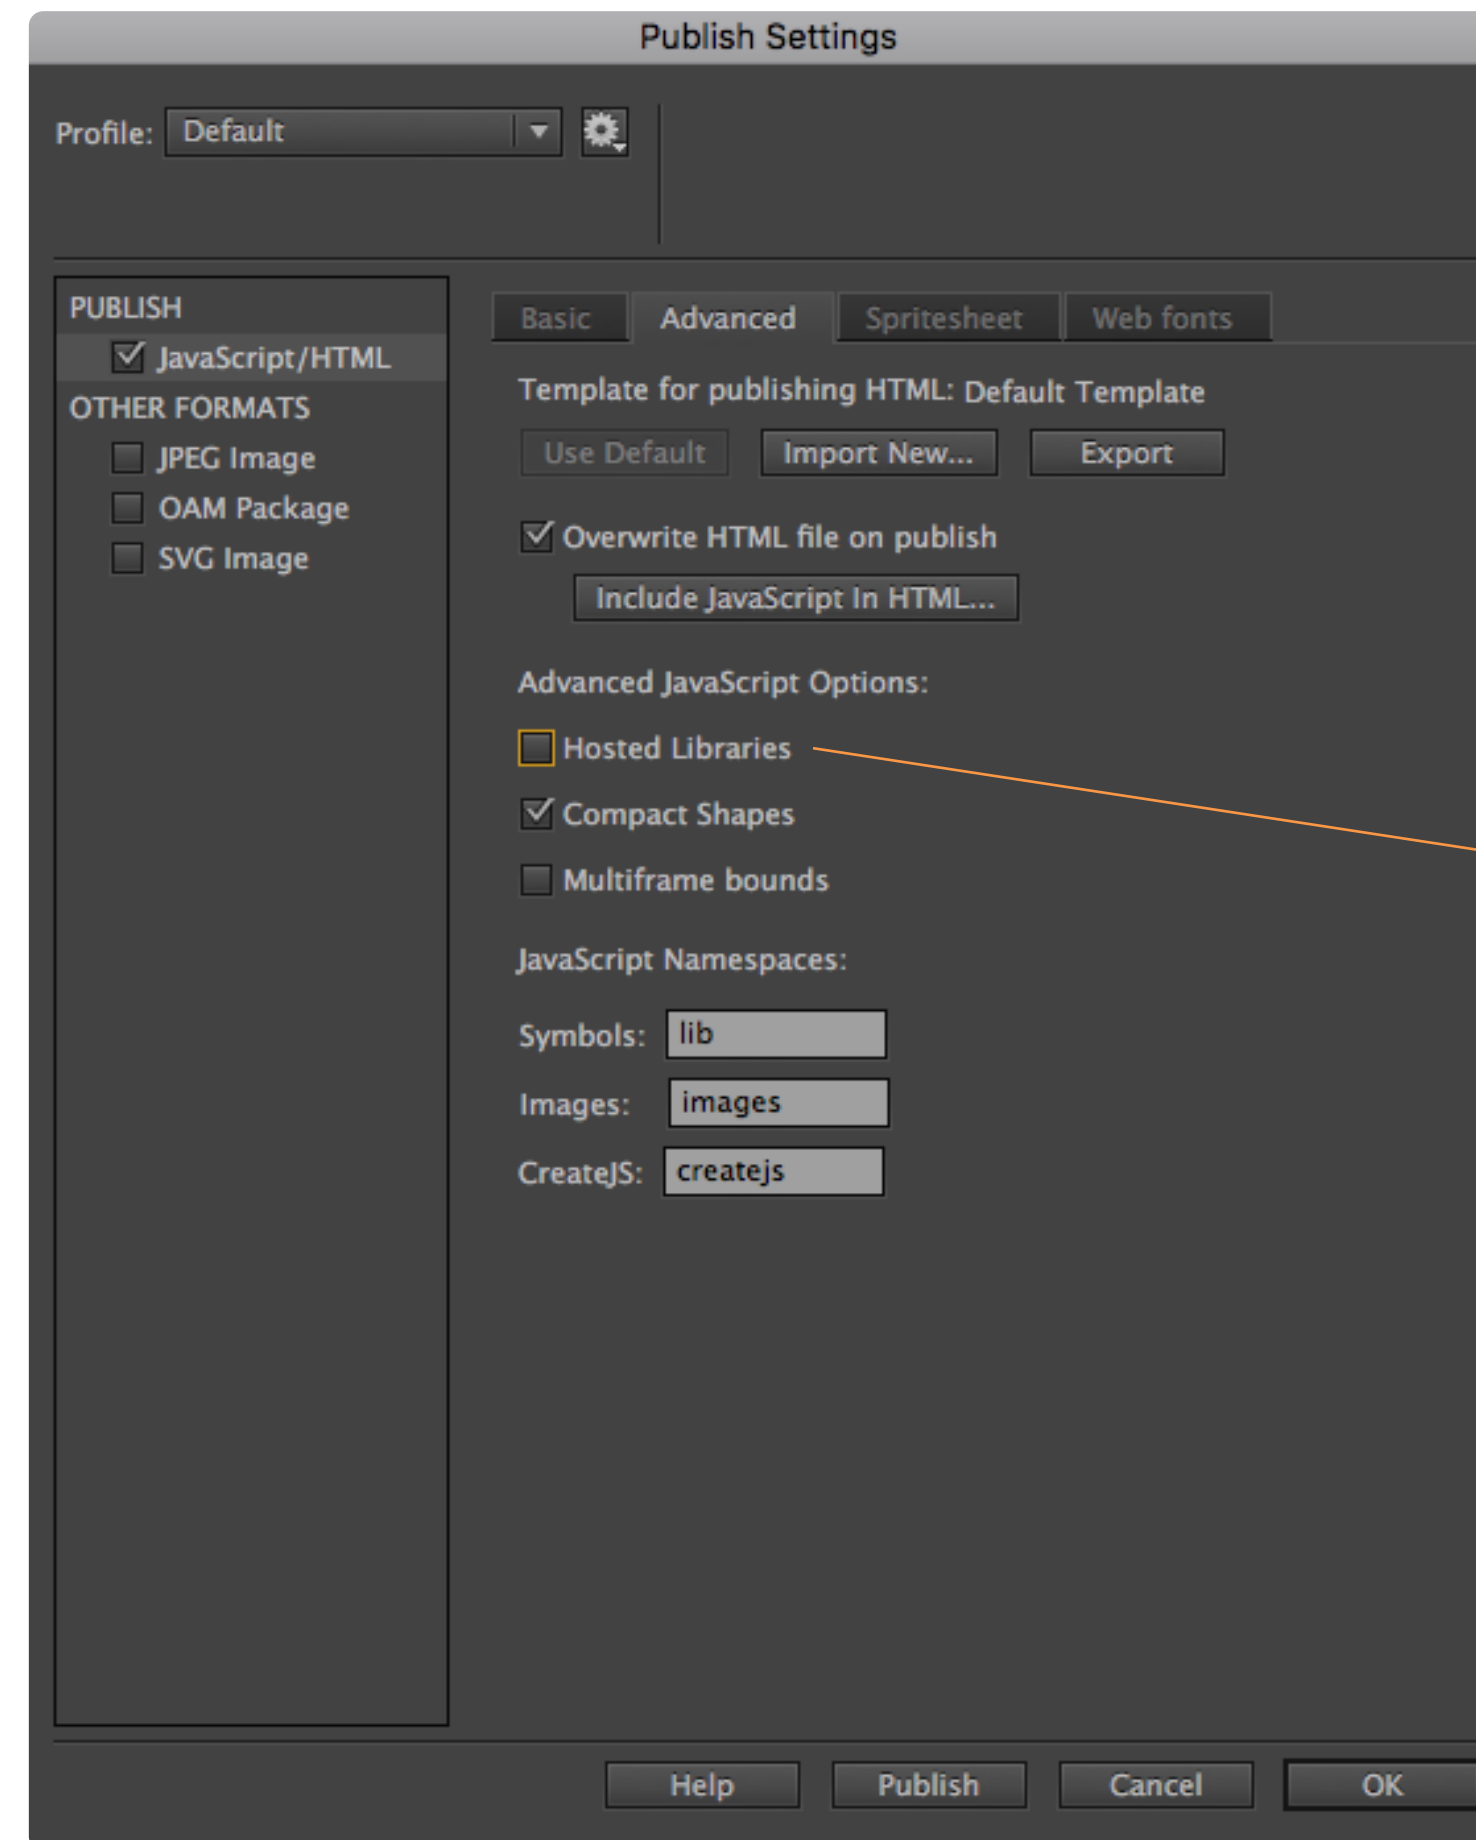 Publish Settings
Profile: Default
PUBLISH
JavaScript/HTML
OTHER FORMATS
JPEG Image
OAM Package
SVG Image
Basic Advanced Spritesheet Web fonts
Template for publishing HTML: Default Template
Use Default Import New... Export
Overwrite HTML file on publish
Include JavaScript In HTML...
Advanced JavaScript Options:
Hosted Libraries
Compact Shapes
Multiframe bounds
JavaScript Namespaces:
Symbols: lib
Images: images
CreateJS: createjs
Help Publish Cancel OK